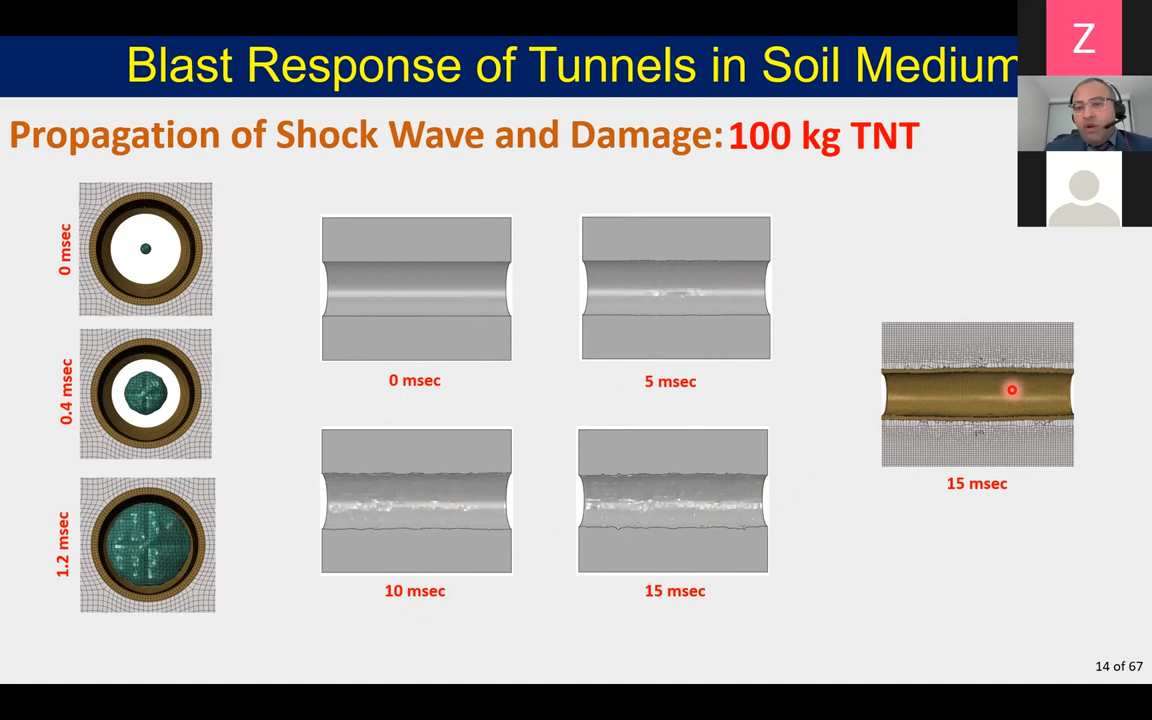 Blast Response of Tunnels in Soil Medium
Z
Propagation of Shock Wave and Damage: 100 kg TNT
0 msec
0.4 msec
1.2 msec
0 msec
5 msec
10 msec
15 msec
15 msec
14 of 67